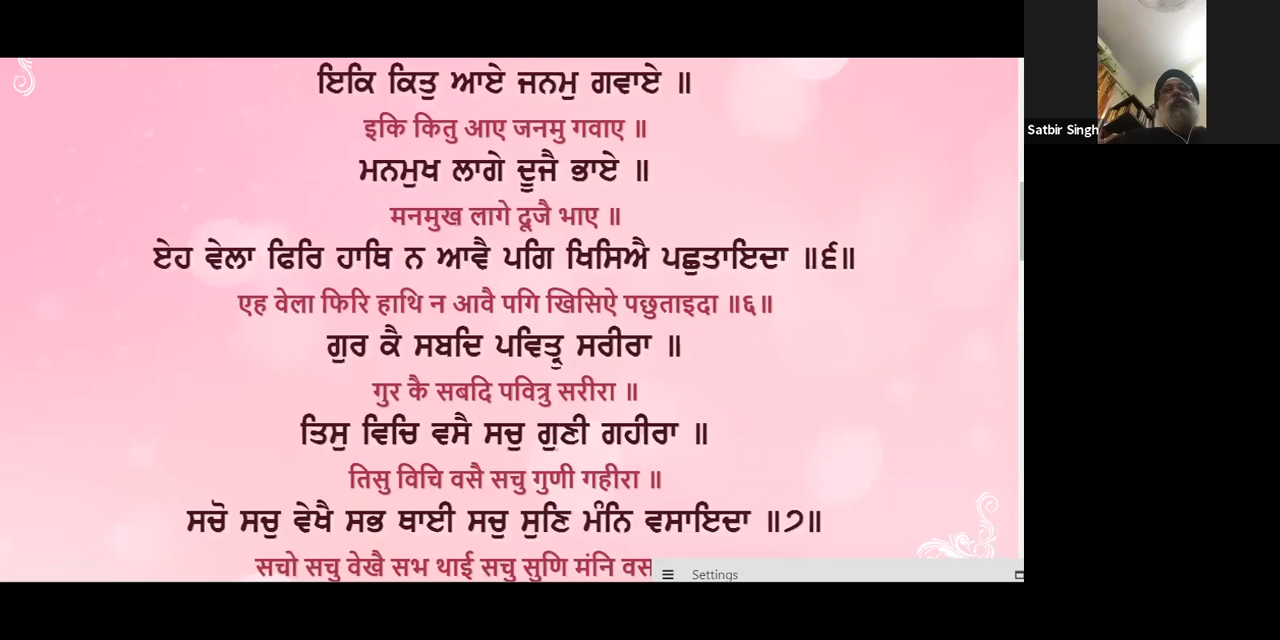 ਇਕਿ ਕਿਤੁ ਆਏ ਜਨਮੁ ਗਵਾਏ ॥
इकि कितु आए जनमु गवाए ॥
ਮਨਮੁਖ ਲਾਗੇ ਦੂਜੈ ਭਾਏ ॥
मनमुख लागे दूजै भाए ॥
ਏਹ ਵੇਲਾ ਫਿਰਿ ਹਾਥਿ ਨ ਆਵੈ ਪਗਿ ਖਿਸਿਐ ਪਛੁਤਾਇਦਾ ॥੬॥
एह वेला फिरि हाथि न आवै पगि खिसिऐ पछुताइदा ॥६॥
ਗੁਰ ਕੈ ਸਬਦਿ ਪਵਿਤ੍ਰੁ ਸਰੀਰਾ ॥
गुर कै सबदि पवित्रु सरीरा ॥
ਤਿਸੁ ਵਿਚਿ ਵਸੈ ਸਚੁ ਗੁਣੀ ਗਹੀਰਾ ॥
तिसु विचि वसै सचु गुणी गहीरा ॥
ਸਚੋ ਸਚੁ ਵੇਖੈ ਸਭ ਥਾਈ ਸਚੁ ਸੁਣਿ ਮੰਨਿ ਵਸਾਇਦਾ ॥੭॥
सचो सचु वेखै सभ थाई सचु सुणि मंनि वस
Settings
Satbir Singh